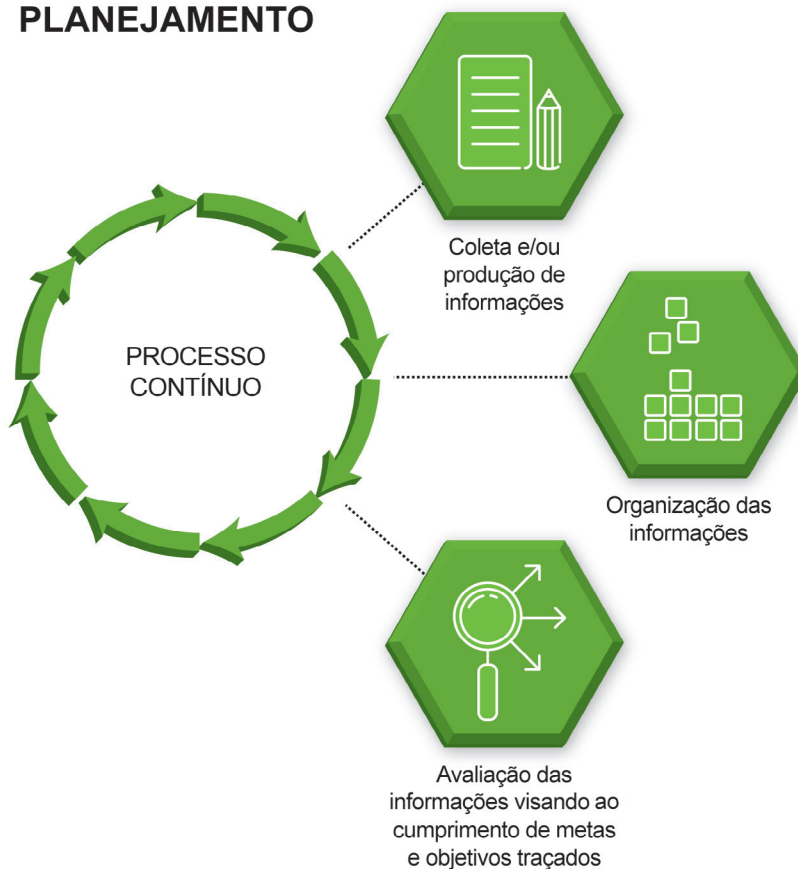 PLANEJAMENTO
Coleta e/ou
produção de
informações
PROCESSO
CONTÍNUO
Organização das
informações
Avaliação das
informações visando ao
cumprimento de metas
e objetivos traçados